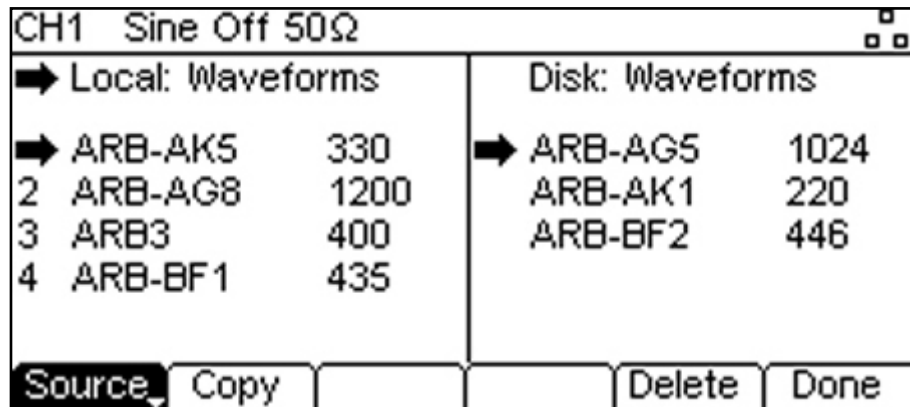 CH1 Sine Off 50Ω
Local: Waveforms
ARB-AK5 330
2 ARB-AG8 1200
3 ARB3 400
4 ARB-BF1 435
Disk: Waveforms
ARB-AG5 1024
ARB-AK1 220
ARB-BF2 446
Source Copy Delete Done